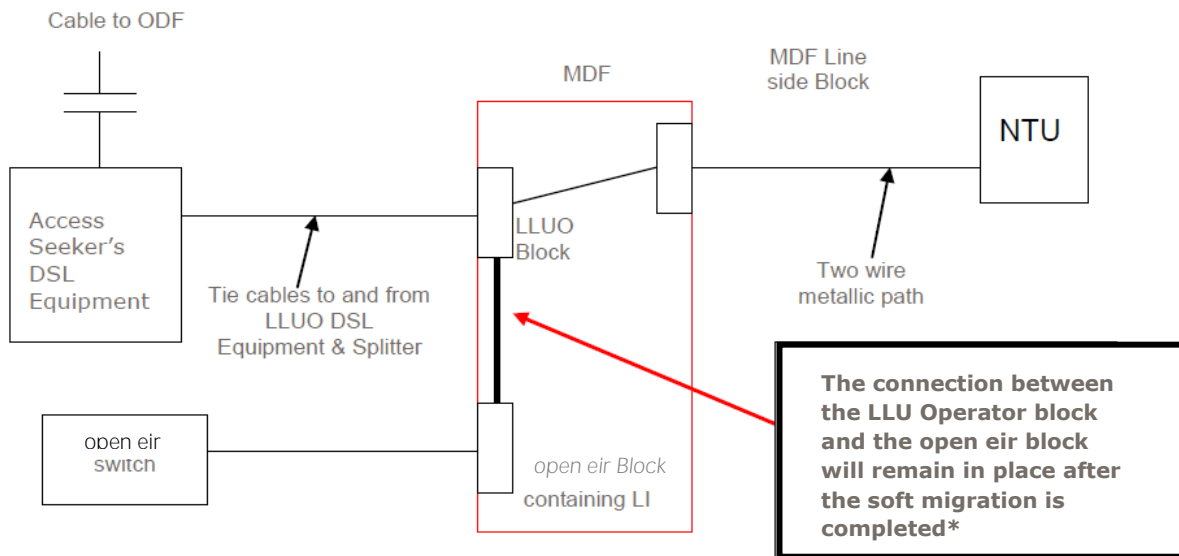 Cable to ODF
MDF
MDF Line
side Block
NTU
Access
Seeker's
DSL
Equipment
LLUO
Block
Tie cables to and from
LLUO DSL
Equipment & Splitter
Two wire
metallic path
open eir
switch
open eir Block
containing LI
The connection between
the LLU Operator block
and the open eir block
will remain in place after
the soft migration is
completed*